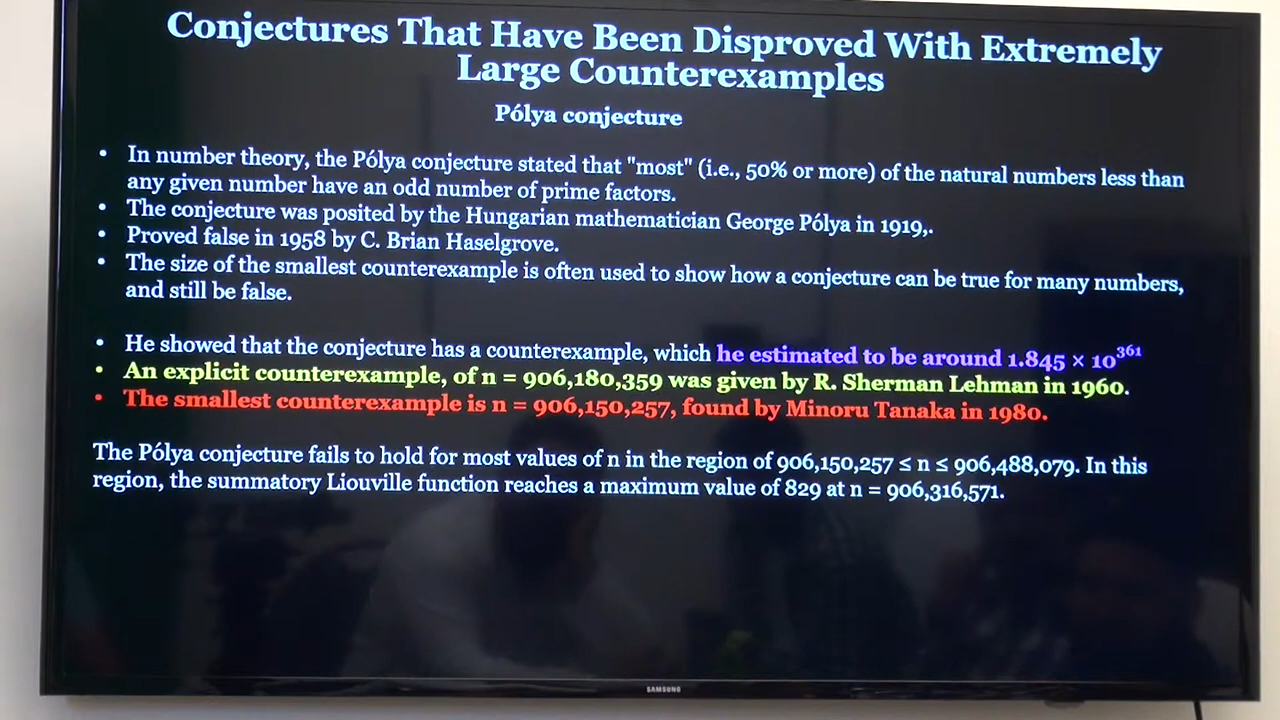 Conjectures That Have Been Disproved With Extremely
Large Counterexamples
Pólya conjecture
• In number theory, the Pólya conjecture stated that "most" (i.e., 50% or more) of the natural numbers less than
any given number have an odd number of prime factors.
• The conjecture was posited by the Hungarian mathematician George Pólya in 1919,.
• Proved false in 1958 by C. Brian Haselgrove.
• The size of the smallest counterexample is often used to show how a conjecture can be true for many numbers,
and still be false.
• He showed that the conjecture has a counterexample, which he estimated to be around 1.845 × 10³⁶¹
• An explicit counterexample, of n = 906,180,359 was given by R. Sherman Lehman in 1960.
• The smallest counterexample is n = 906,150,257, found by Minoru Tanaka in 1980.
The Pólya conjecture fails to hold for most values of n in the region of 906,150,257 ≤ n ≤ 906,488,079. In this
region, the summatory Liouville function reaches a maximum value of 829 at n = 906,316,571.
SAMSUNG